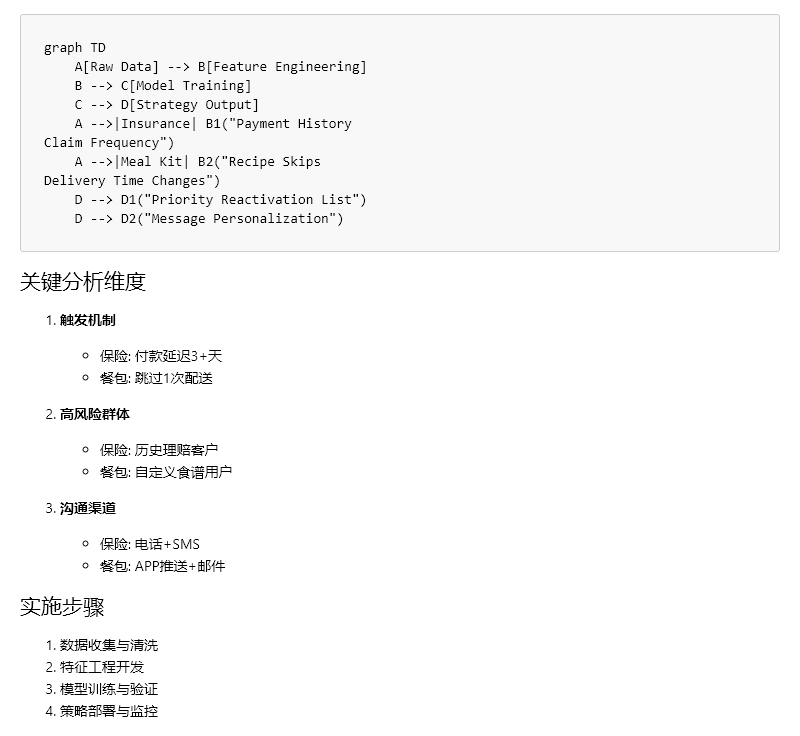 graph TD
    A[Raw Data] --> B[Feature Engineering]
    B --> C[Model Training]
    C --> D[Strategy Output]
    A -->|Insurance| B1("Payment History
Claim Frequency")
    A -->|Meal Kit| B2("Recipe Skips
Delivery Time Changes")
    D --> D1("Priority Reactivation List")
    D --> D2("Message Personalization")
关键分析维度
1. 触发机制
保险: 付款延迟3+天
餐包: 跳过1次配送
2. 高风险群体
保险: 历史理赔客户
餐包: 自定义食谱用户
3. 沟通渠道
保险: 电话+SMS
餐包: APP推送+邮件
实施步骤
1. 数据收集与清洗
2. 特征工程开发
3. 模型训练与验证
4. 策略部署与监控